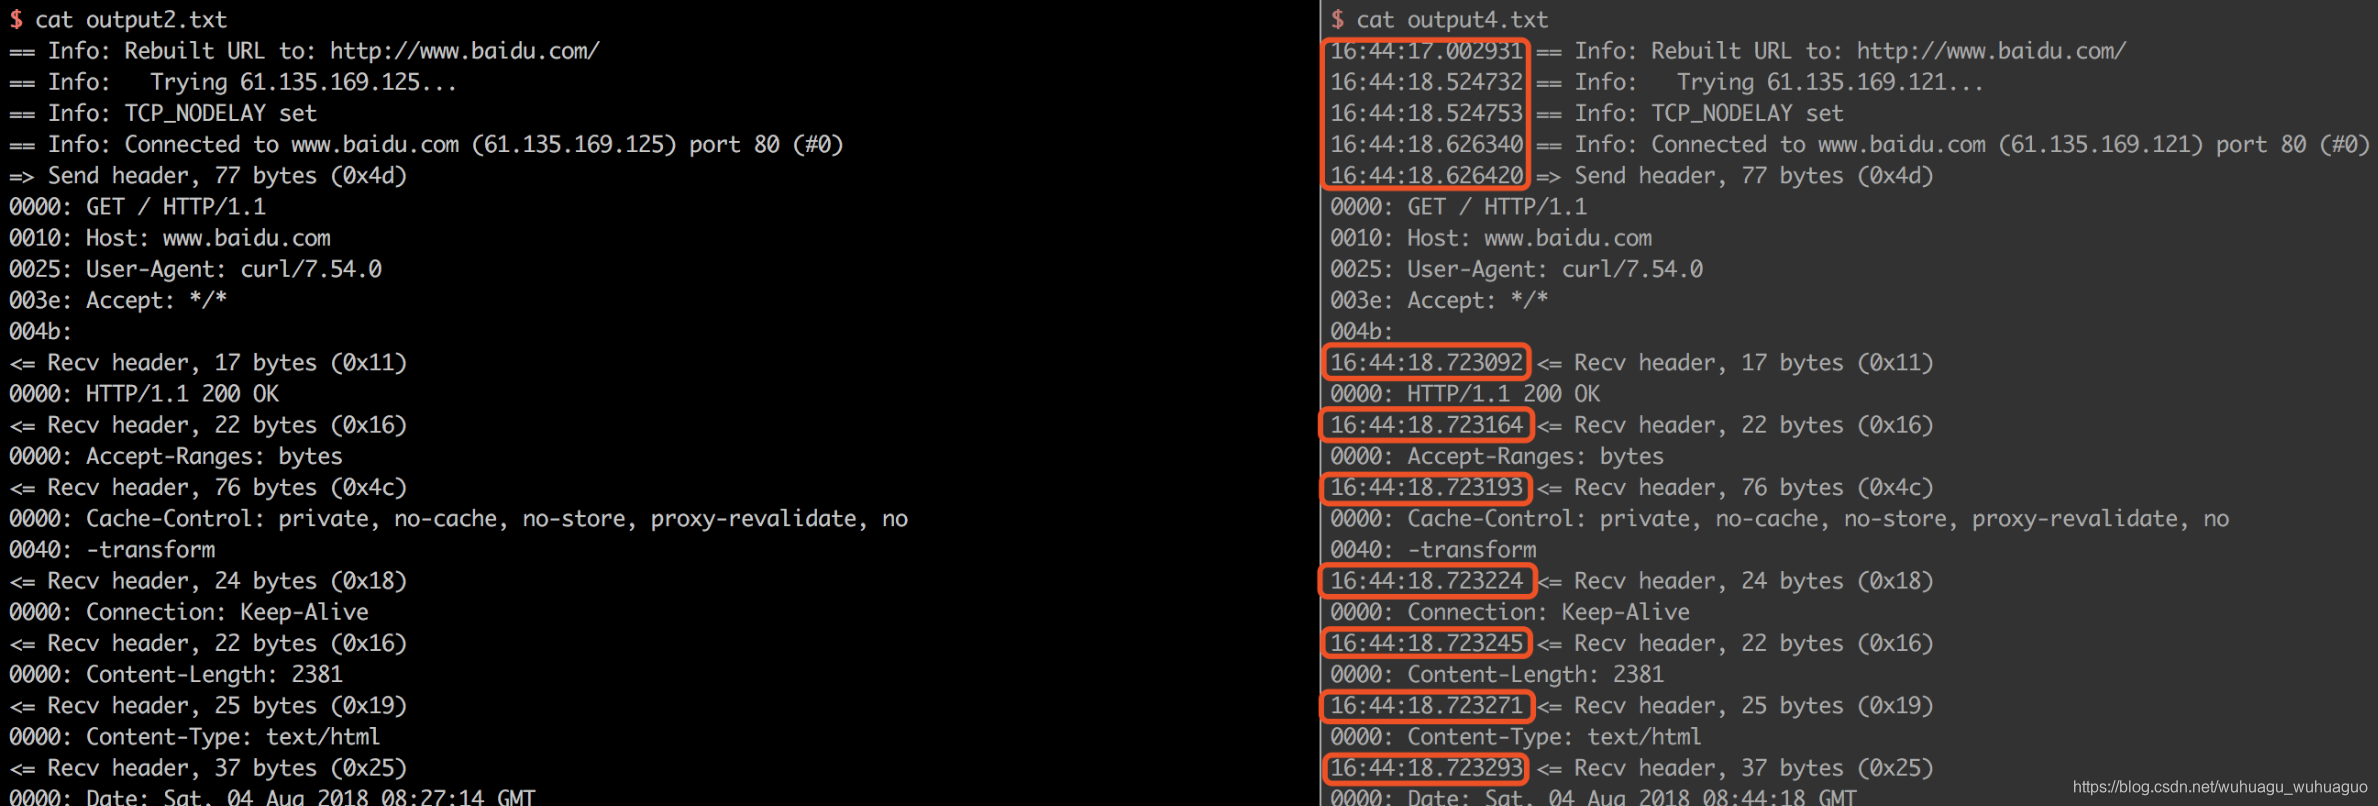 $ cat output2.txt
== Info: Rebuilt URL to: http://www.baidu.com/
== Info:   Trying 61.135.169.125...
== Info: TCP_NODELAY set
== Info: Connected to www.baidu.com (61.135.169.125) port 80 (#0)
=> Send header, 77 bytes (0x4d)
0000: GET / HTTP/1.1
0010: Host: www.baidu.com
0025: User-Agent: curl/7.54.0
003e: Accept: */*
004b:
<= Recv header, 17 bytes (0x11)
0000: HTTP/1.1 200 OK
<= Recv header, 22 bytes (0x16)
0000: Accept-Ranges: bytes
<= Recv header, 76 bytes (0x4c)
0000: Cache-Control: private, no-cache, no-store, proxy-revalidate, no
0040: -transform
<= Recv header, 24 bytes (0x18)
0000: Connection: Keep-Alive
<= Recv header, 22 bytes (0x16)
0000: Content-Length: 2381
<= Recv header, 25 bytes (0x19)
0000: Content-Type: text/html
<= Recv header, 37 bytes (0x25)
0000: Date: Sat, 04 Aug 2018 08:27:14 GMT
$ cat output4.txt
16:44:17.002931 == Info: Rebuilt URL to: http://www.baidu.com/
16:44:18.524732 == Info:   Trying 61.135.169.121...
16:44:18.524753 == Info: TCP_NODELAY set
16:44:18.626340 == Info: Connected to www.baidu.com (61.135.169.121) port 80 (#0)
16:44:18.626420 => Send header, 77 bytes (0x4d)
0000: GET / HTTP/1.1
0010: Host: www.baidu.com
0025: User-Agent: curl/7.54.0
003e: Accept: */*
004b:
16:44:18.723092 <= Recv header, 17 bytes (0x11)
0000: HTTP/1.1 200 OK
16:44:18.723164 <= Recv header, 22 bytes (0x16)
0000: Accept-Ranges: bytes
16:44:18.723193 <= Recv header, 76 bytes (0x4c)
0000: Cache-Control: private, no-cache, no-store, proxy-revalidate, no
0040: -transform
16:44:18.723224 <= Recv header, 24 bytes (0x18)
0000: Connection: Keep-Alive
16:44:18.723245 <= Recv header, 22 bytes (0x16)
0000: Content-Length: 2381
16:44:18.723271 <= Recv header, 25 bytes (0x19)
0000: Content-Type: text/html
16:44:18.723293 <= Recv header, 37 bytes (0x25)
0000: Date: Sat, 04 Aug 2018 08:44:18 GMT
https://blog.csdn.net/wuhuagu_wuhuaguo